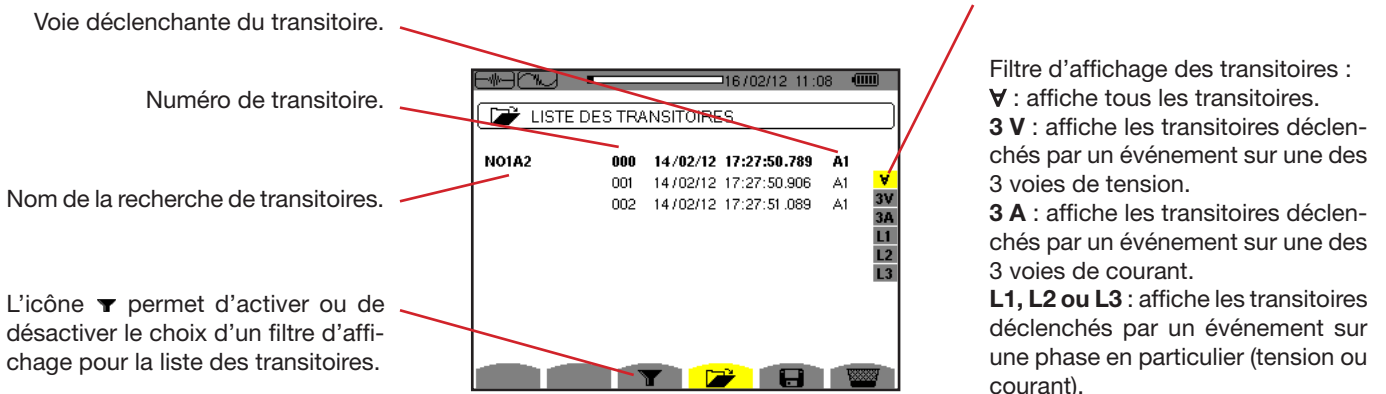 Voie déclenchante du transitoire.
Numéro de transitoire.
Nom de la recherche de transitoires.
L'icône permet d'activer ou de
désactiver le choix d'un filtre d'affi-
chage pour la liste des transitoires.
16/02/12 11:08
LISTE DES TRANSITOIRES
NO1A2 000 14/02/12 17:27:50.789 A1
001 14/02/12 17:27:50.906 A1
002 14/02/12 17:27:51.089 A1
∀
3V
3A
L1
L2
L3
Filtre d'affichage des transitoires :
∀ : affiche tous les transitoires.
3 V : affiche les transitoires déclen-
chés par un événement sur une des
3 voies de tension.
3 A : affiche les transitoires déclen-
chés par un événement sur une des
3 voies de courant.
L1, L2 ou L3 : affiche les transitoires
déclenchés par un événement sur
une phase en particulier (tension ou
courant).